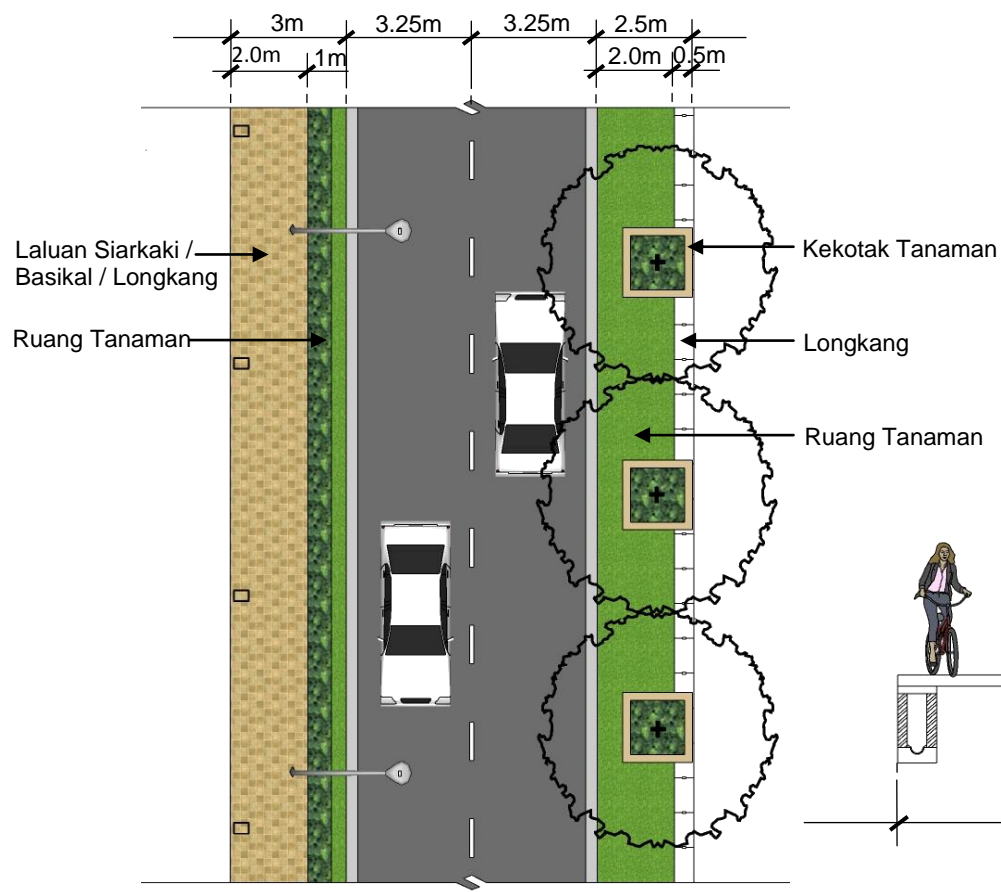 3m 3.25m 3.25m 2.5m
2.0m 1m 2.0m 0.5m
Laluan Siarkaki /
Basikal / Longkang
Ruang Tanaman
Kekotak Tanaman
Longkang
Ruang Tanaman